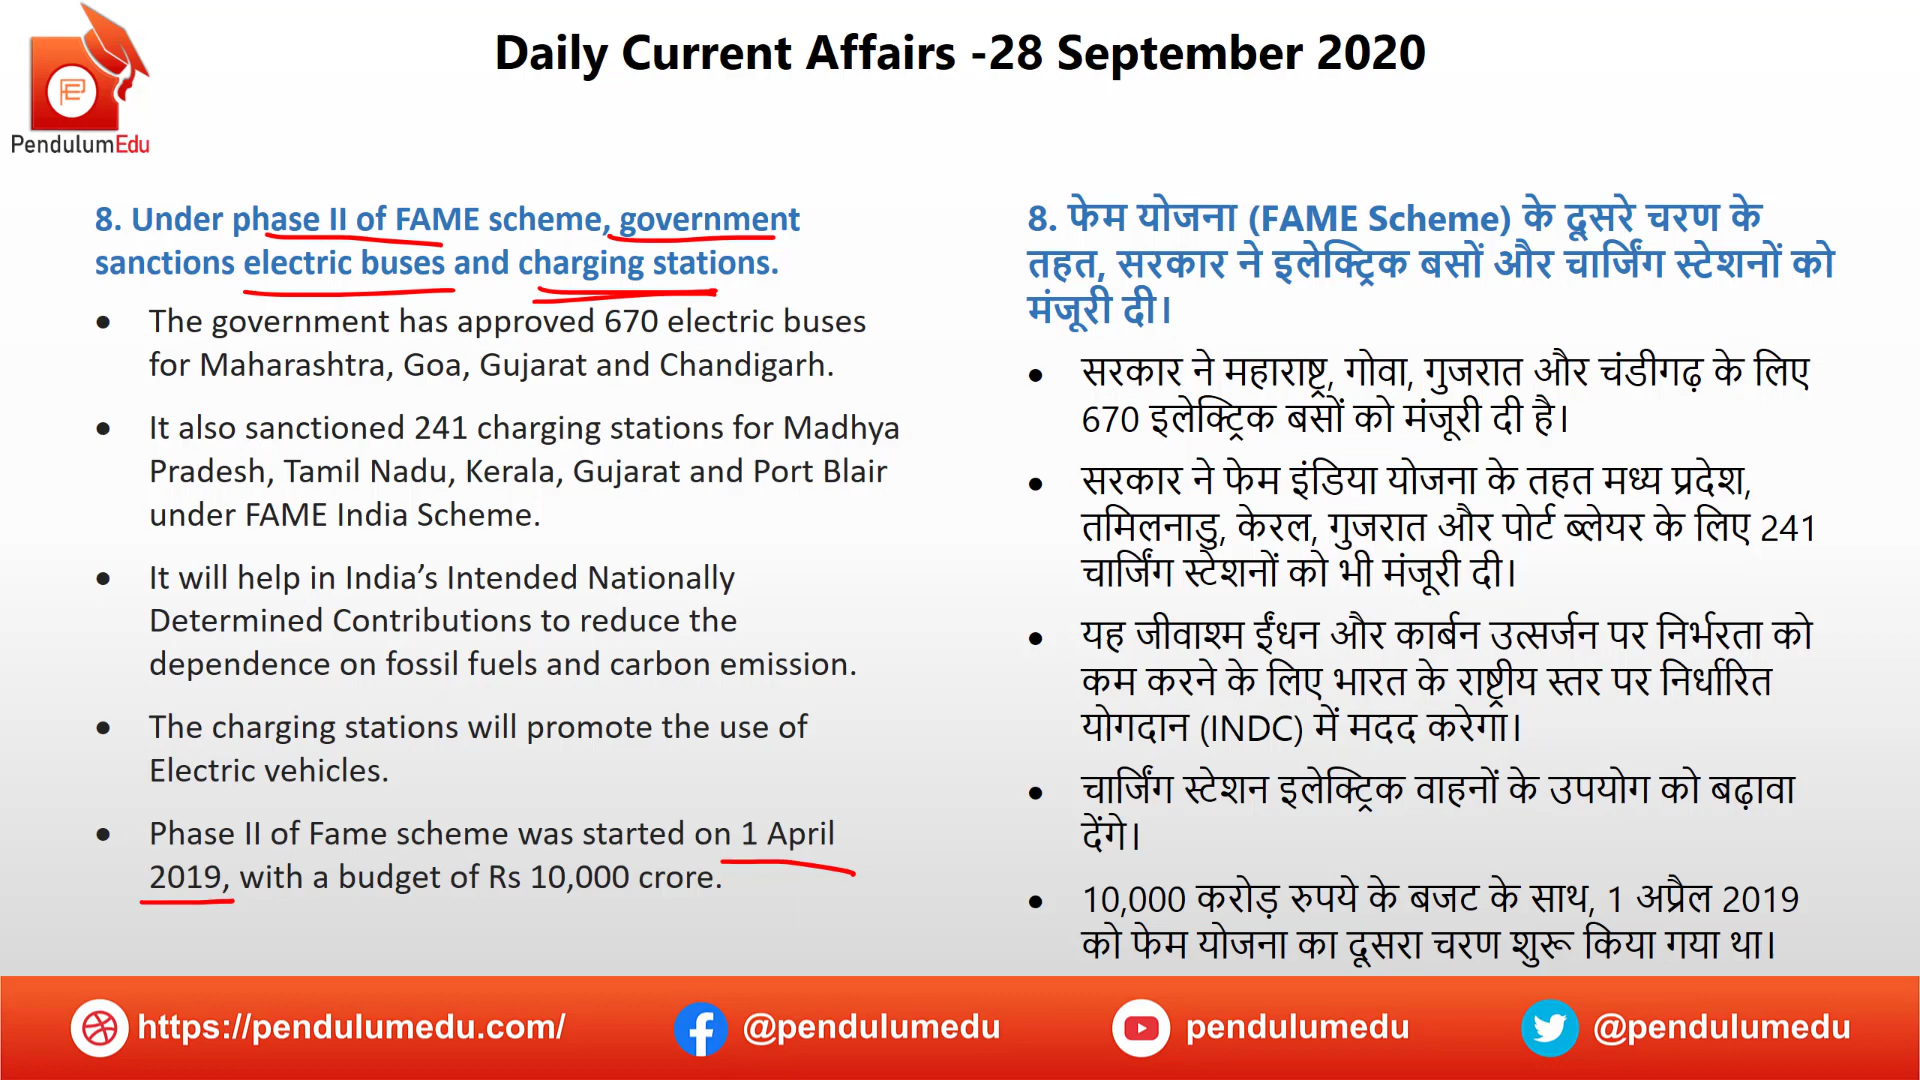 Daily Current Affairs -28 September 2020
PendulumEdu
8. Under phase II of FAME scheme, government
sanctions electric buses and charging stations.
• The government has approved 670 electric buses
for Maharashtra, Goa, Gujarat and Chandigarh.
• It also sanctioned 241 charging stations for Madhya
Pradesh, Tamil Nadu, Kerala, Gujarat and Port Blair
under FAME India Scheme.
• It will help in India’s Intended Nationally
Determined Contributions to reduce the
dependence on fossil fuels and carbon emission.
• The charging stations will promote the use of
Electric vehicles.
• Phase II of Fame scheme was started on 1 April
2019, with a budget of Rs 10,000 crore.
8. फेम योजना (FAME Scheme) के दूसरे चरण के
तहत, सरकार ने इलेक्ट्रिक बसों और चार्जिंग स्टेशनों को
मंजूरी दी।
• सरकार ने महाराष्ट्र, गोवा, गुजरात और चंडीगढ़ के लिए
670 इलेक्ट्रिक बसों को मंजूरी दी है।
• सरकार ने फेम इंडिया योजना के तहत मध्य प्रदेश,
तमिलनाडु, केरल, गुजरात और पोर्ट ब्लेयर के लिए 241
चार्जिंग स्टेशनों को भी मंजूरी दी।
• यह जीवाश्म ईंधन और कार्बन उत्सर्जन पर निर्भरता को
कम करने के लिए भारत के राष्ट्रीय स्तर पर निर्धारित
योगदान (INDC) में मदद करेगा।
• चार्जिंग स्टेशन इलेक्ट्रिक वाहनों के उपयोग को बढ़ावा
देंगे।
• 10,000 करोड़ रुपये के बजट के साथ, 1 अप्रैल 2019
को फेम योजना का दूसरा चरण शुरू किया गया था।
https://pendulumedu.com/
@pendulumedu
pendulumedu
@pendulumedu